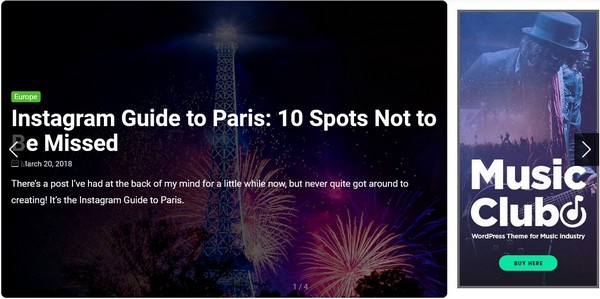 Europe
Instagram Guide to Paris: 10 Spots Not to
Be Missed
March 20, 2018
There's a post I've had at the back of my mind for a little while now, but never quite got around to
creating! It's the Instagram Guide to Paris.
1 / 4
Music
Club
WordPress Theme for Music Industry
BUY HERE